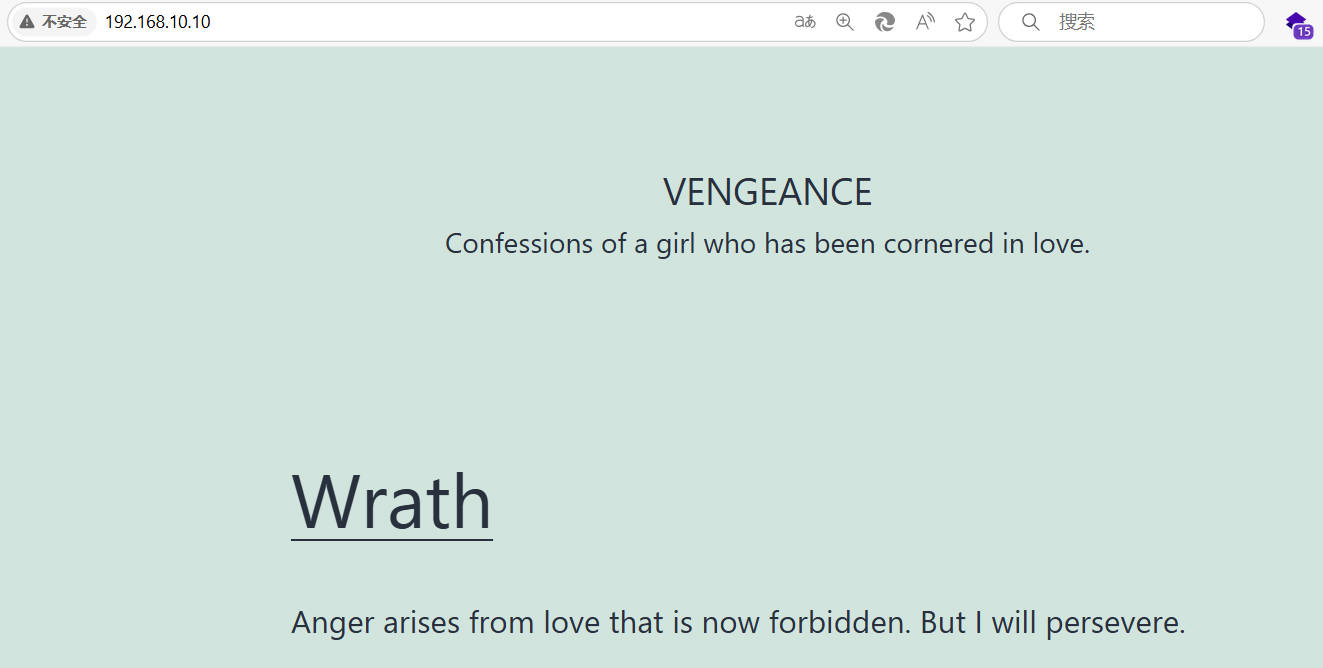 不安全 192.168.10.10 搜索 15
VENGEANCE
Confessions of a girl who has been cornered in love.
Wrath
Anger arises from love that is now forbidden. But I will persevere.